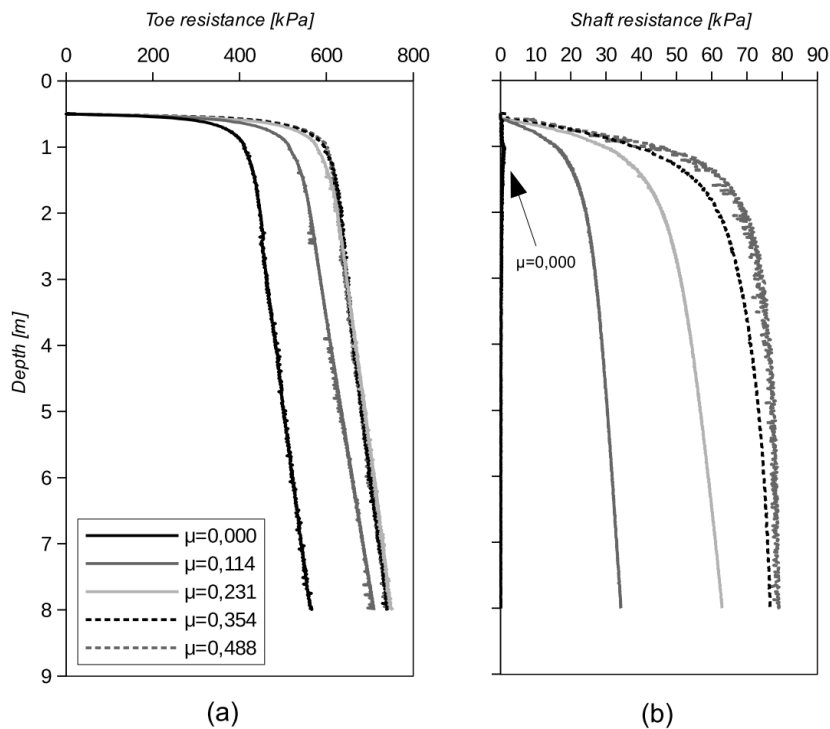 Toe resistance [kPa]
0 200 400 600 800
0
1
2
3
4
5
6
7
8
9
Depth [m]
μ=0,000
μ=0,114
μ=0,231
μ=0,354
μ=0,488
(a)
Shaft resistance [kPa]
0 10 20 30 40 50 60 70 80 90
μ=0,000
(b)